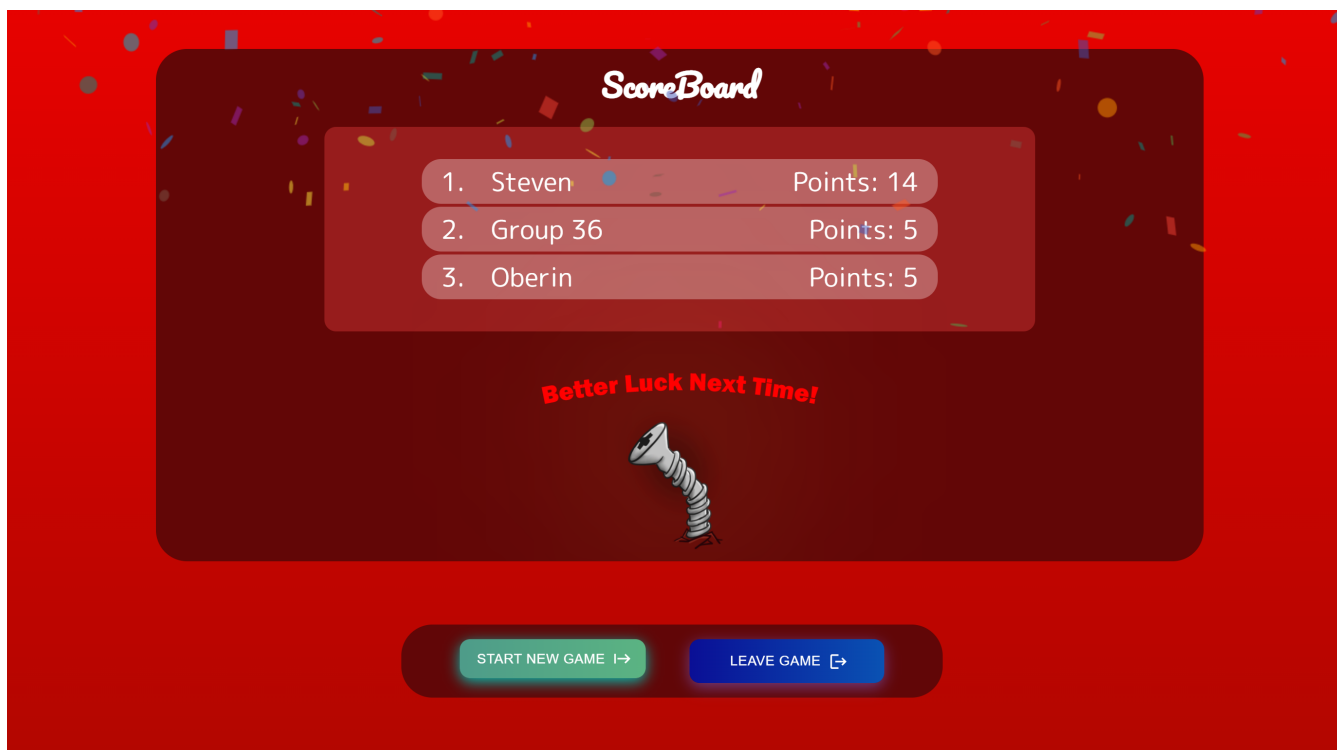 ScoreBoard
1. Steven Points: 14
2. Group 36 Points: 5
3. Oberin Points: 5
Better Luck Next Time!
START NEW GAME LEAVE GAME